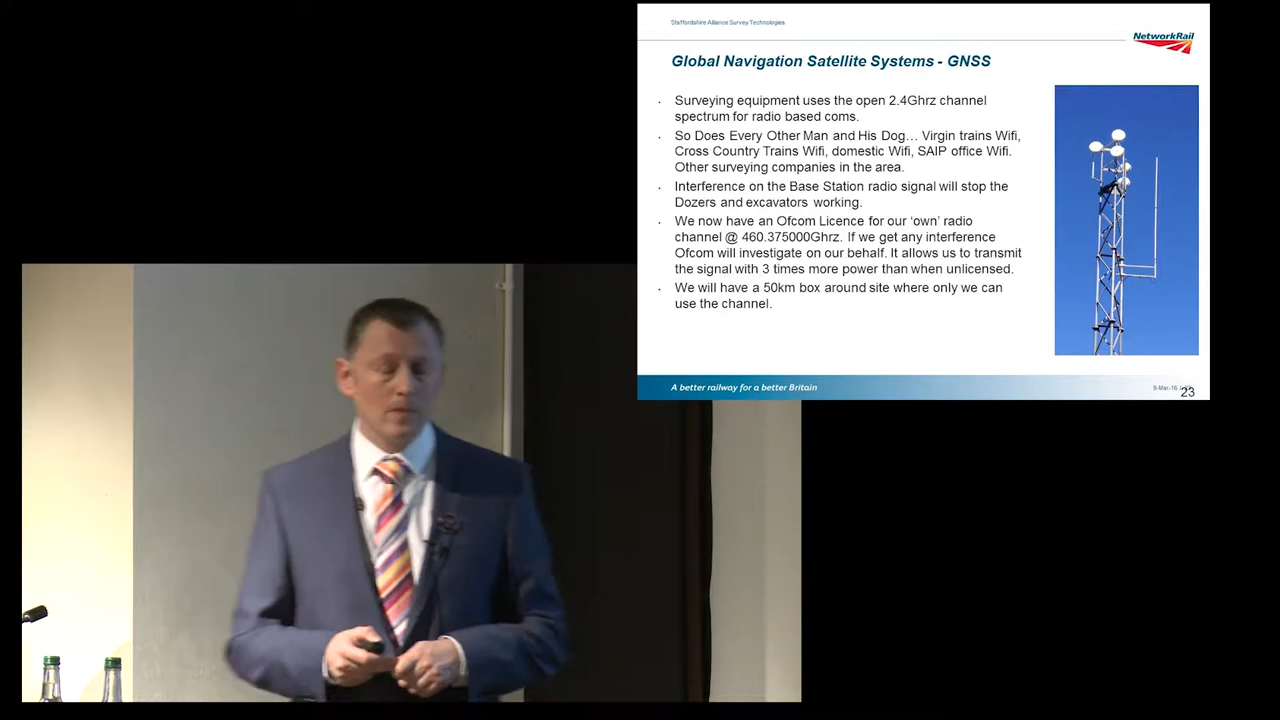 Staffordshire Alliance Survey Technologies
NetworkRail
Global Navigation Satellite Systems - GNSS
Surveying equipment uses the open 2.4Ghrz channel
spectrum for radio based coms.
So Does Every Other Man and His Dog… Virgin trains Wifi,
Cross Country Trains Wifi, domestic Wifi, SAIP office Wifi.
Other surveying companies in the area.
Interference on the Base Station radio signal will stop the
Dozers and excavators working.
We now have an Ofcom Licence for our ‘own’ radio
channel @ 460.375000Ghrz. If we get any interference
Ofcom will investigate on our behalf. It allows us to transmit
the signal with 3 times more power than when unlicensed.
We will have a 50km box around site where only we can
use the channel.
A better railway for a better Britain
9-Mar-16 /
23